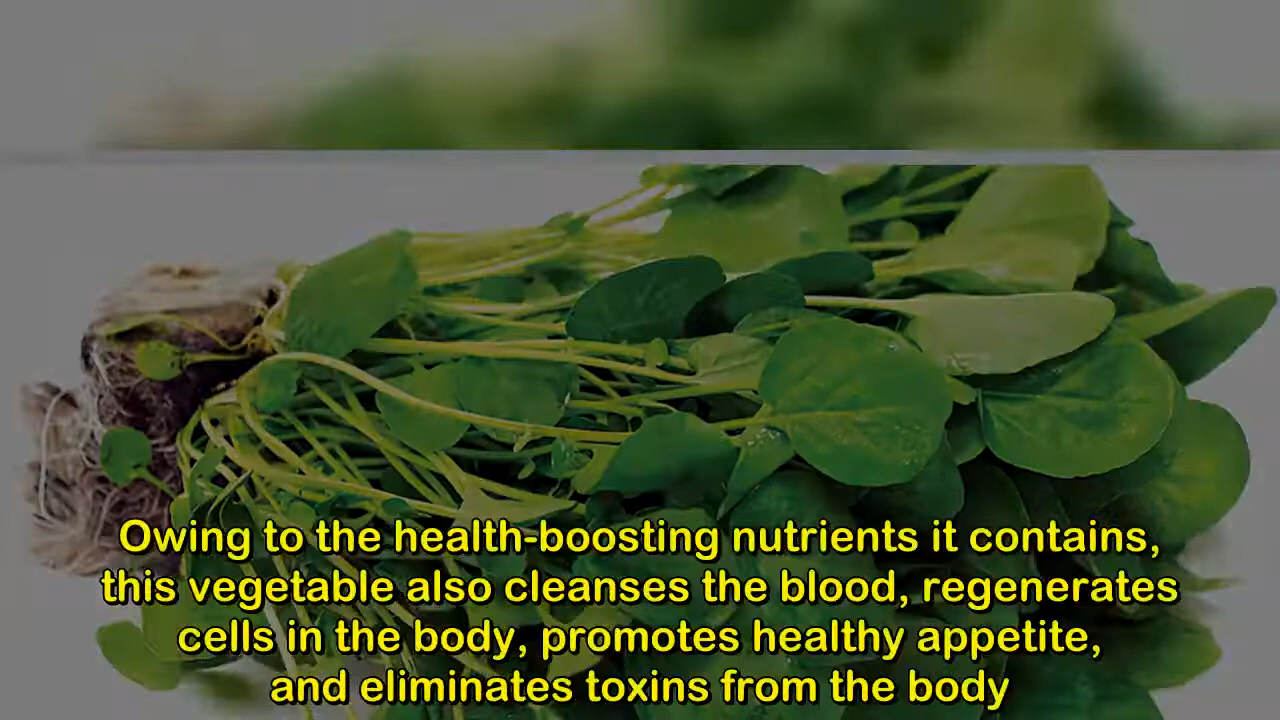 Owing to the health-boosting nutrients it contains,
this vegetable also cleanses the blood, regenerates
cells in the body, promotes healthy appetite,
and eliminates toxins from the body